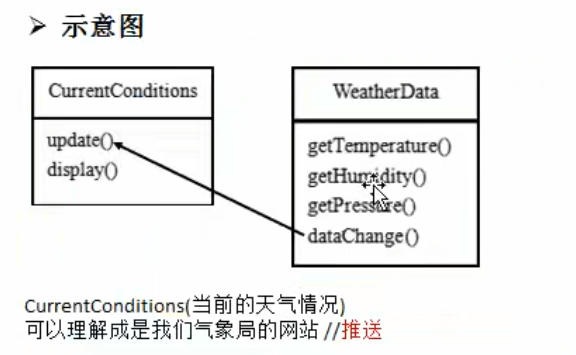 ➤ 示意图
CurrentConditions
update()
display()
WeatherData
getTemperature()
getHumidity()
getPressure()
dataChange()
CurrentConditions(当前的天气情况)
可以理解成是我们气象局的网站 //推送